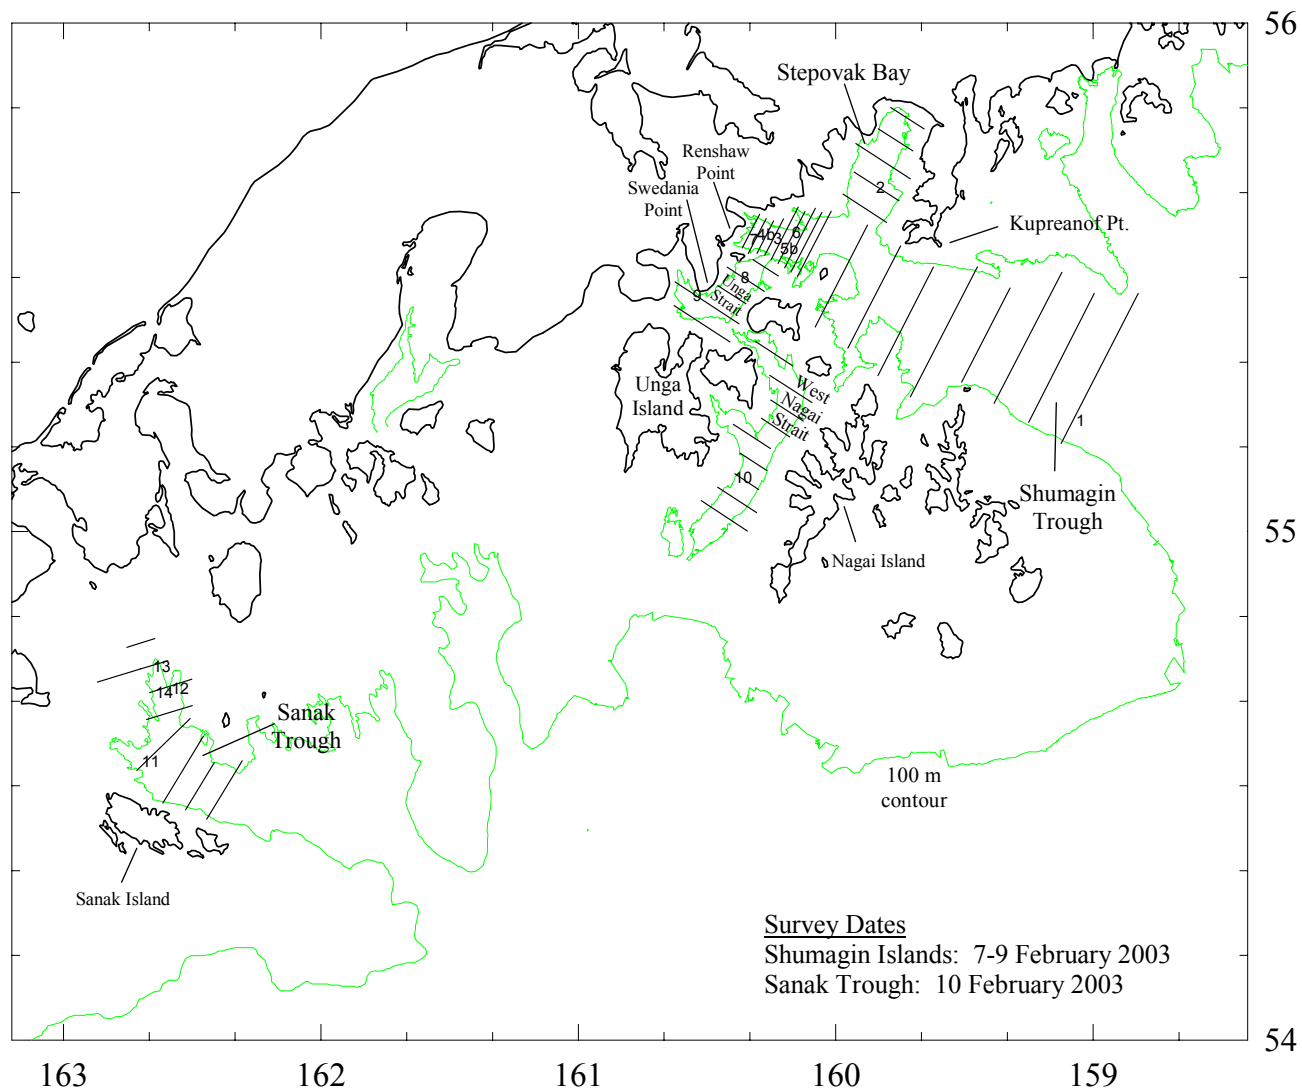 56
Stepovak Bay
Renshaw
Point
Swedania
Point
2
Kupreanof Pt.
7
4b
3
6
5b
8
Unga
Strait
9
Unga
Island
West
Nagai
Strait
1
10
Shumagin
Trough
55
Nagai Island
13
14
12
Sanak
Trough
11
100 m
contour
Sanak Island
Survey Dates
Shumagin Islands: 7-9 February 2003
Sanak Trough: 10 February 2003
54
163
162
161
160
159